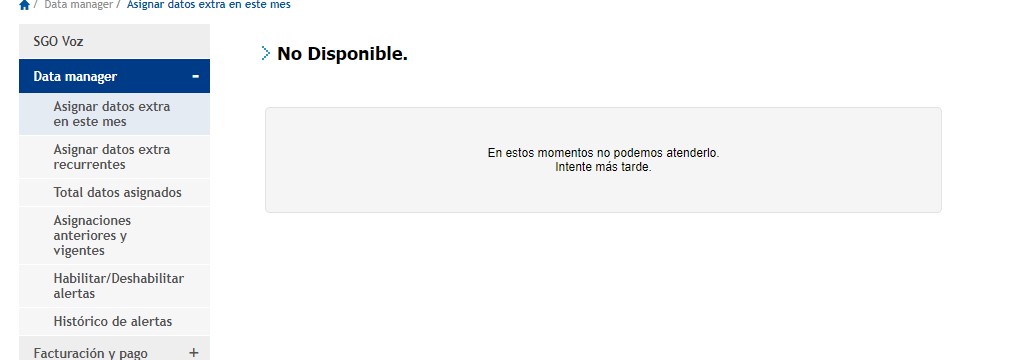 / Data manager / Asignar datos extra en este mes
SGO Voz
Data manager -
Asignar datos extra
en este mes
Asignar datos extra
recurrentes
Total datos asignados
Asignaciones
anteriores y
vigentes
Habilitar/Deshabilitar
alertas
Histórico de alertas
Facturación y pago +
No Disponible.
En estos momentos no podemos atenderlo.
Intente más tarde.